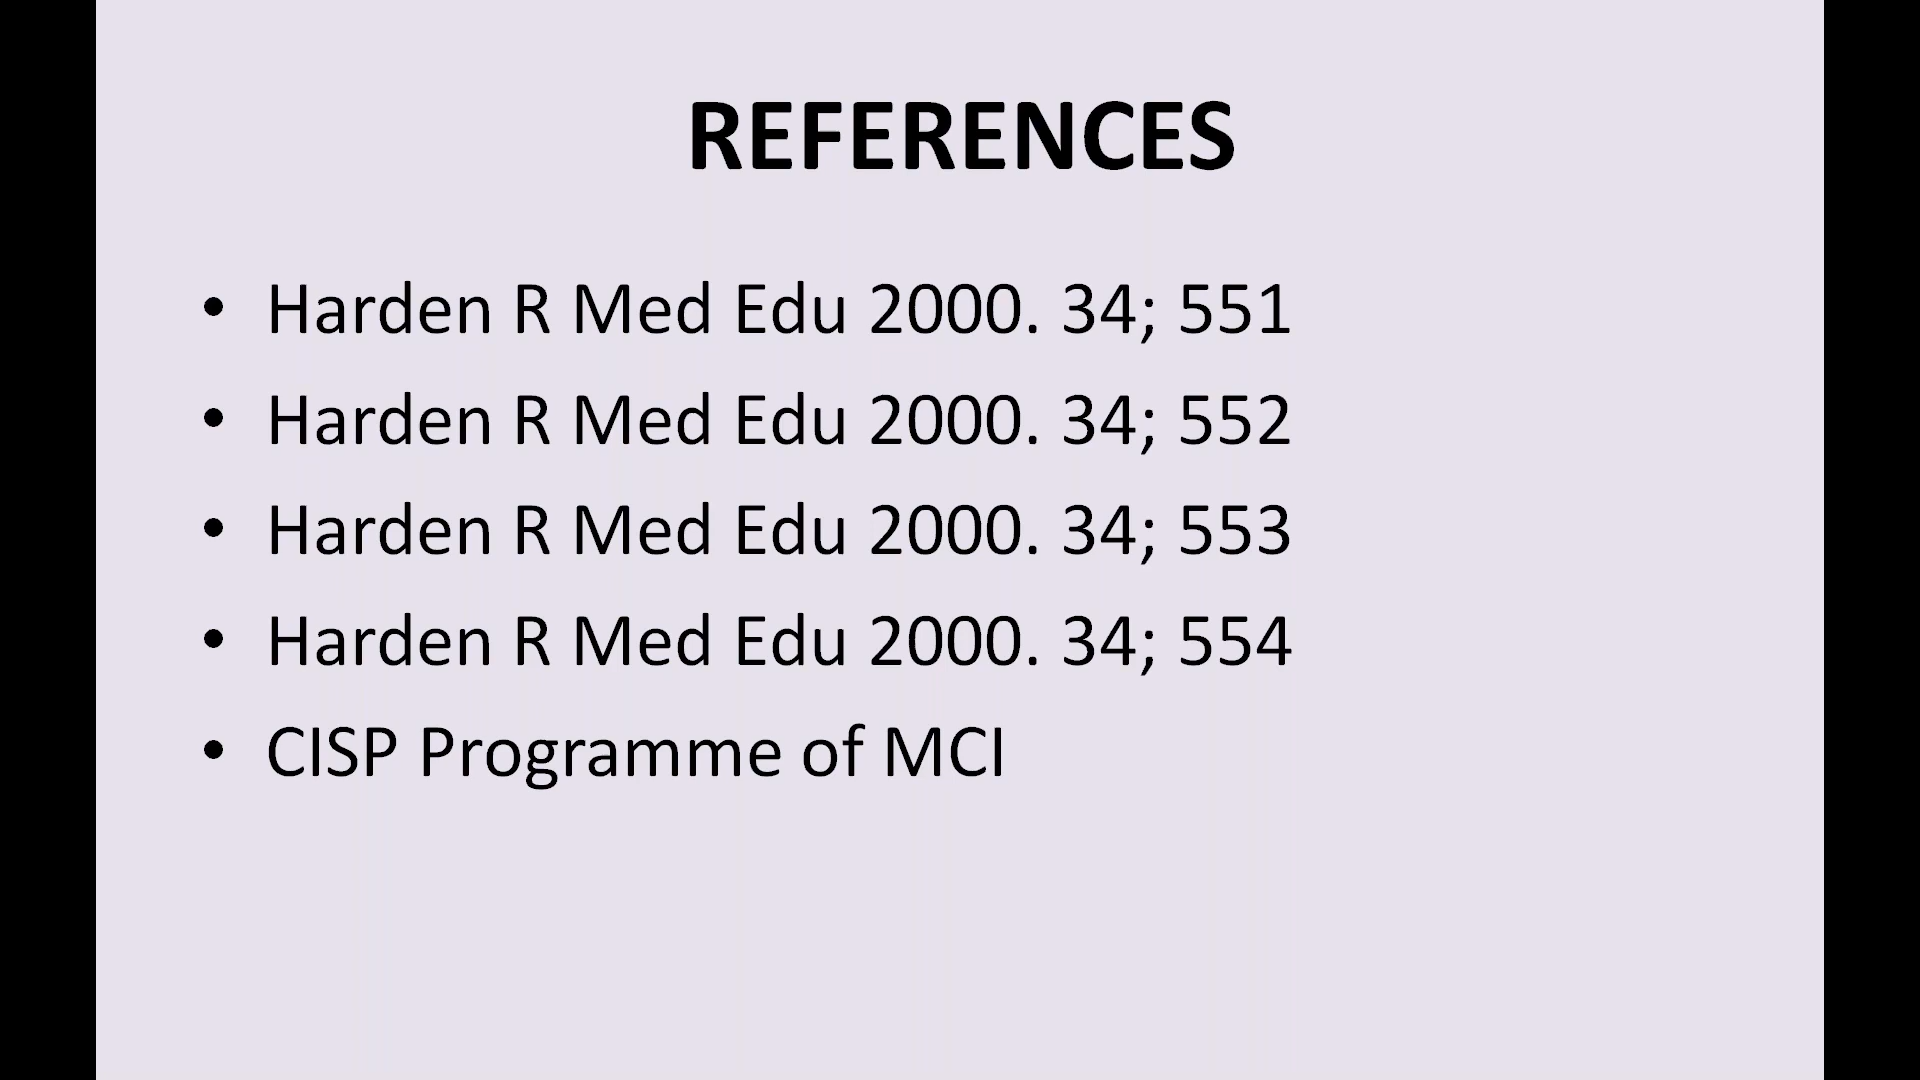 REFERENCES
• Harden R Med Edu 2000. 34; 551
• Harden R Med Edu 2000. 34; 552
• Harden R Med Edu 2000. 34; 553
• Harden R Med Edu 2000. 34; 554
• CISP Programme of MCI